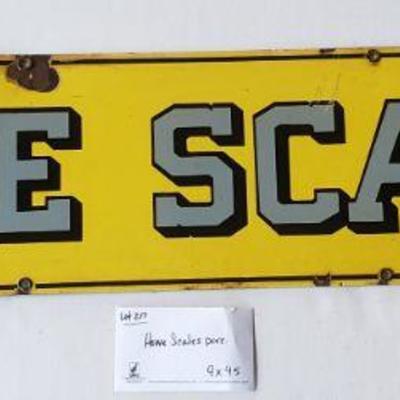 E SCA
Lot 217
Howe Scales porc.
9 x 45